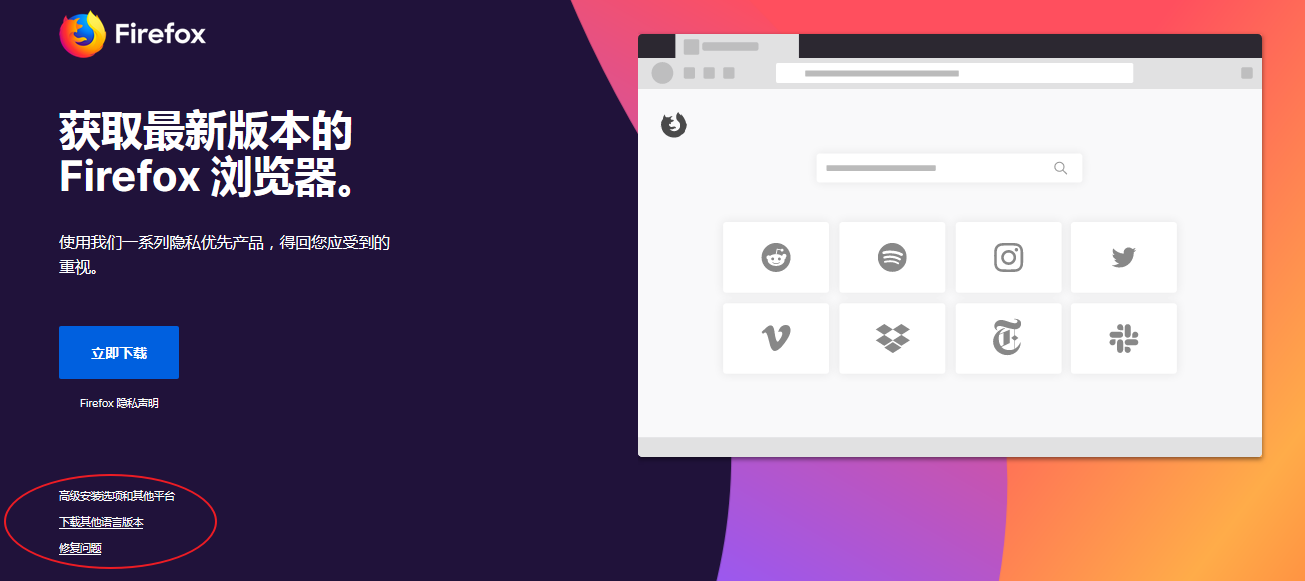 Firefox
获取最新版本的
Firefox 浏览器。
使用我们一系列隐私优先产品，得回您应受到的
重视。
立即下载
Firefox 隐私声明
高级安装选项和其他平台
下载其他语言版本
修复问题